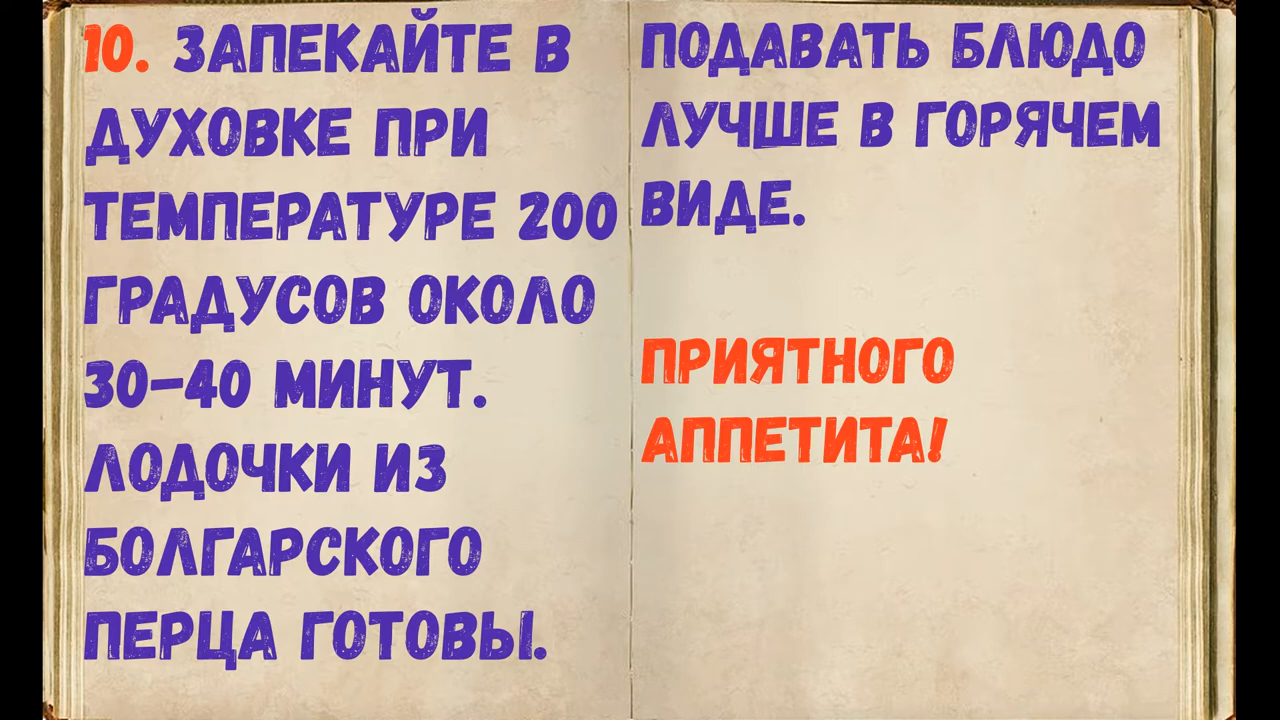 10. ЗАПЕКАЙТЕ В
ДУХОВКЕ ПРИ
ТЕМПЕРАТУРЕ 200
ГРАДУСОВ ОКОЛО
30-40 МИНУТ.
ЛОДОЧКИ ИЗ
БОЛГАРСКОГО
ПЕРЦА ГОТОВЫ.
ПОДАВАТЬ БЛЮДО
ЛУЧШЕ В ГОРЯЧЕМ
ВИДЕ.
ПРИЯТНОГО
АППЕТИТА!